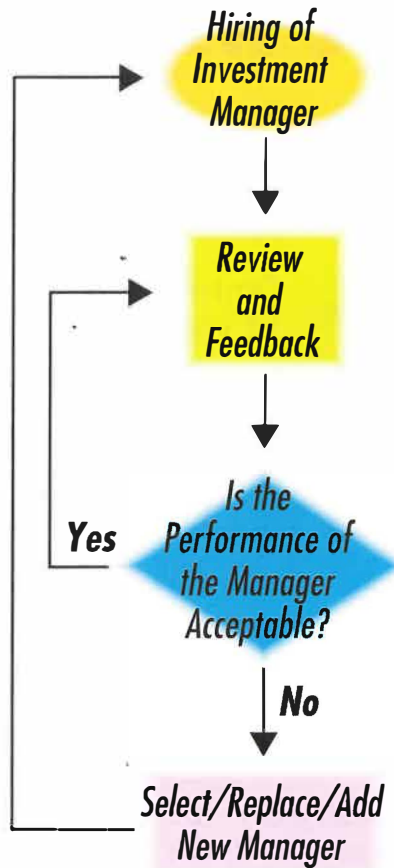 Hiring of
Investment
Manager
Review
and
Feedback
Is the
Performance of
the Manager
Acceptable?
Yes
No
Select/Replace/Add
New Manager